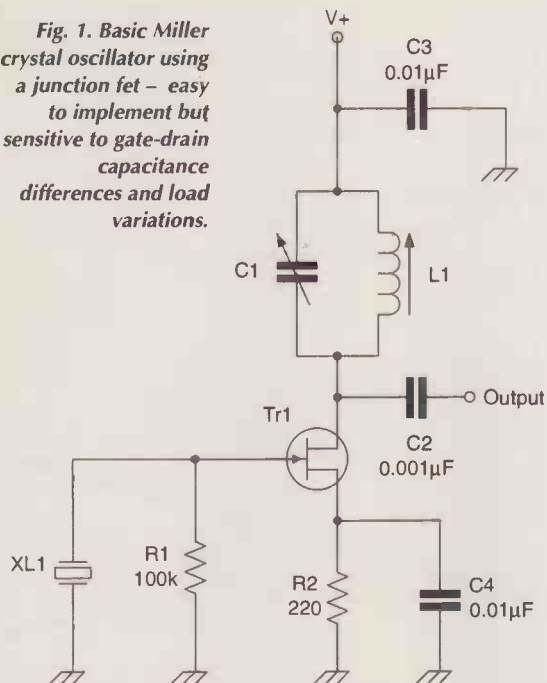 Fig. 1. Basic Miller
crystal oscillator using
a junction fet – easy
to implement but
sensitive to gate-drain
capacitance
differences and load
variations.
V+
C3
0.01µF
C1
L1
Output
C2
0.001µF
Tr1
XL1
R1
100k
R2
220
C4
0.01µF